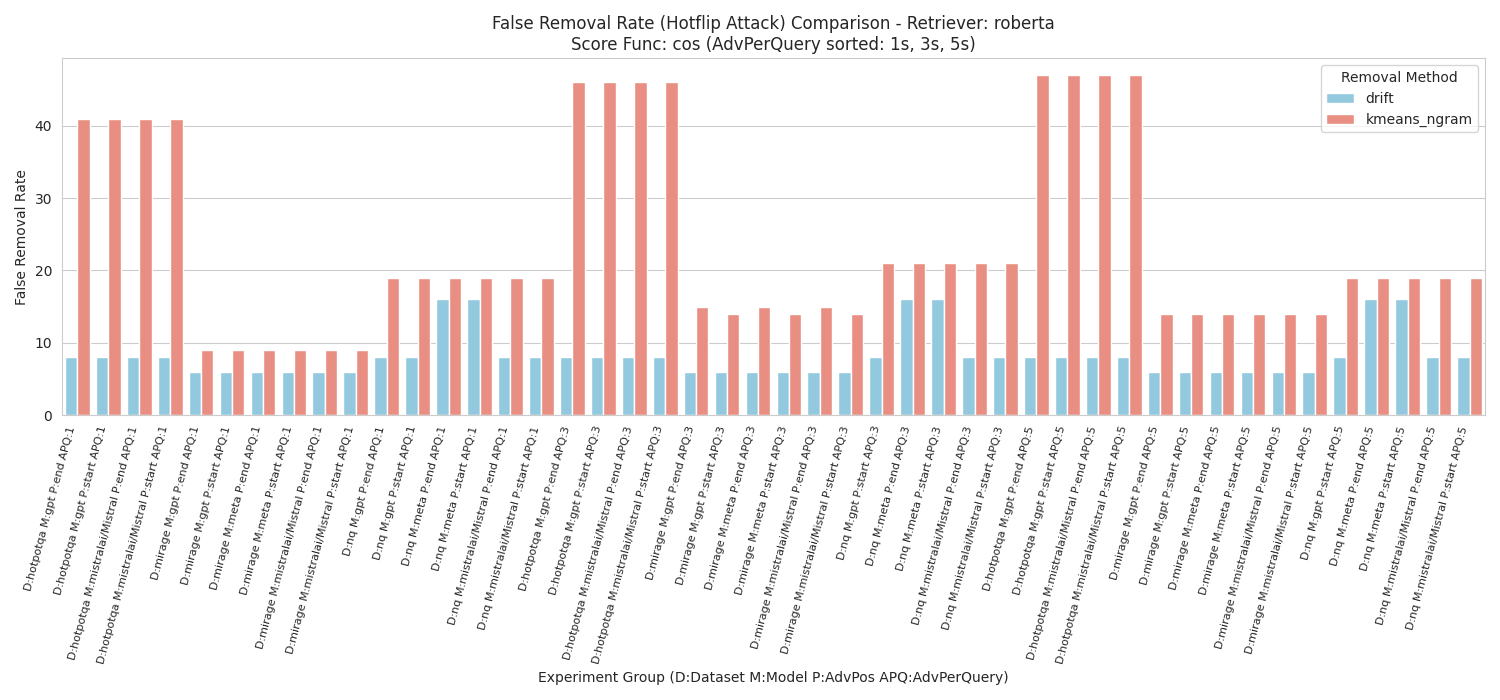 False Removal Rate (Hotflip Attack) Comparison - Retriever: roberta
Score Func: cos (AdvPerQuery sorted: 1s, 3s, 5s)
Removal Method
drift
kmeans_ngram
False Removal Rate
40
30
20
10
0
D:hotpotqa M:gpt P:end APQ:1
D:hotpotqa M:gpt P:start APQ:1
D:hotpotqa M:mistralai/Mistral P:end APQ:1
D:hotpotqa M:mistralai/Mistral P:start APQ:1
D:mirage M:gpt P:end APQ:1
D:mirage M:gpt P:start APQ:1
D:mirage M:meta P:end APQ:1
D:mirage M:meta P:start APQ:1
D:mirage M:mistralai/Mistral P:end APQ:1
D:mirage M:mistralai/Mistral P:start APQ:1
D:nq M:gpt P:end APQ:1
D:nq M:gpt P:start APQ:1
D:nq M:meta P:end APQ:1
D:nq M:meta P:start APQ:1
D:nq M:mistralai/Mistral P:end APQ:1
D:nq M:mistralai/Mistral P:start APQ:1
D:hotpotqa M:gpt P:end APQ:3
D:hotpotqa M:gpt P:start APQ:3
D:hotpotqa M:mistralai/Mistral P:end APQ:3
D:hotpotqa M:mistralai/Mistral P:start APQ:3
D:mirage M:gpt P:end APQ:3
D:mirage M:gpt P:start APQ:3
D:mirage M:meta P:end APQ:3
D:mirage M:meta P:start APQ:3
D:mirage M:mistralai/Mistral P:end APQ:3
D:mirage M:mistralai/Mistral P:start APQ:3
D:nq M:gpt P:start APQ:3
D:nq M:meta P:end APQ:3
D:nq M:meta P:start APQ:3
D:nq M:mistralai/Mistral P:end APQ:3
D:nq M:mistralai/Mistral P:start APQ:3
D:hotpotqa M:gpt P:end APQ:5
D:hotpotqa M:gpt P:start APQ:5
D:hotpotqa M:mistralai/Mistral P:end APQ:5
D:hotpotqa M:mistralai/Mistral P:start APQ:5
D:mirage M:gpt P:end APQ:5
D:mirage M:gpt P:start APQ:5
D:mirage M:meta P:end APQ:5
D:mirage M:meta P:start APQ:5
D:mirage M:mistralai/Mistral P:end APQ:5
D:mirage M:mistralai/Mistral P:start APQ:5
D:nq M:gpt P:start APQ:5
D:nq M:meta P:end APQ:5
D:nq M:meta P:start APQ:5
D:nq M:mistralai/Mistral P:end APQ:5
D:nq M:mistralai/Mistral P:start APQ:5
Experiment Group (D:Dataset M:Model P:AdvPos APQ:AdvPerQuery)